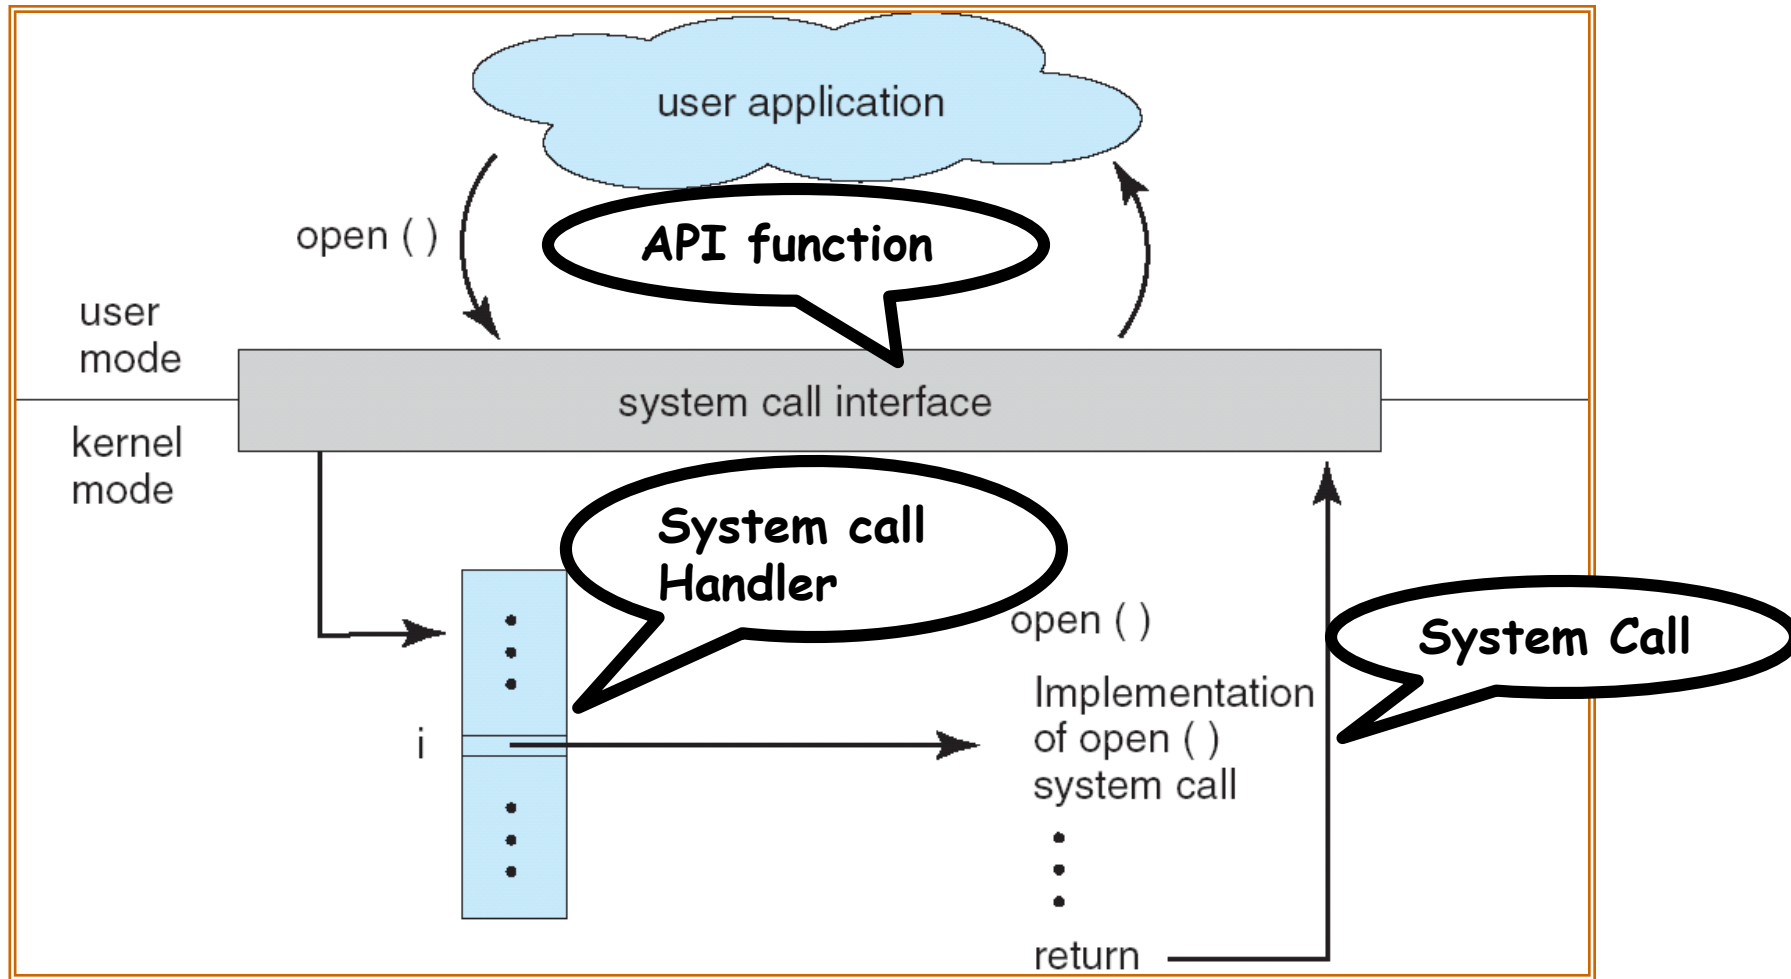 user application
open ( )
API function
user
mode
system call interface
kernel
mode
System call
Handler
open ( )
System Call
Implementation
of open ( )
system call
i
return